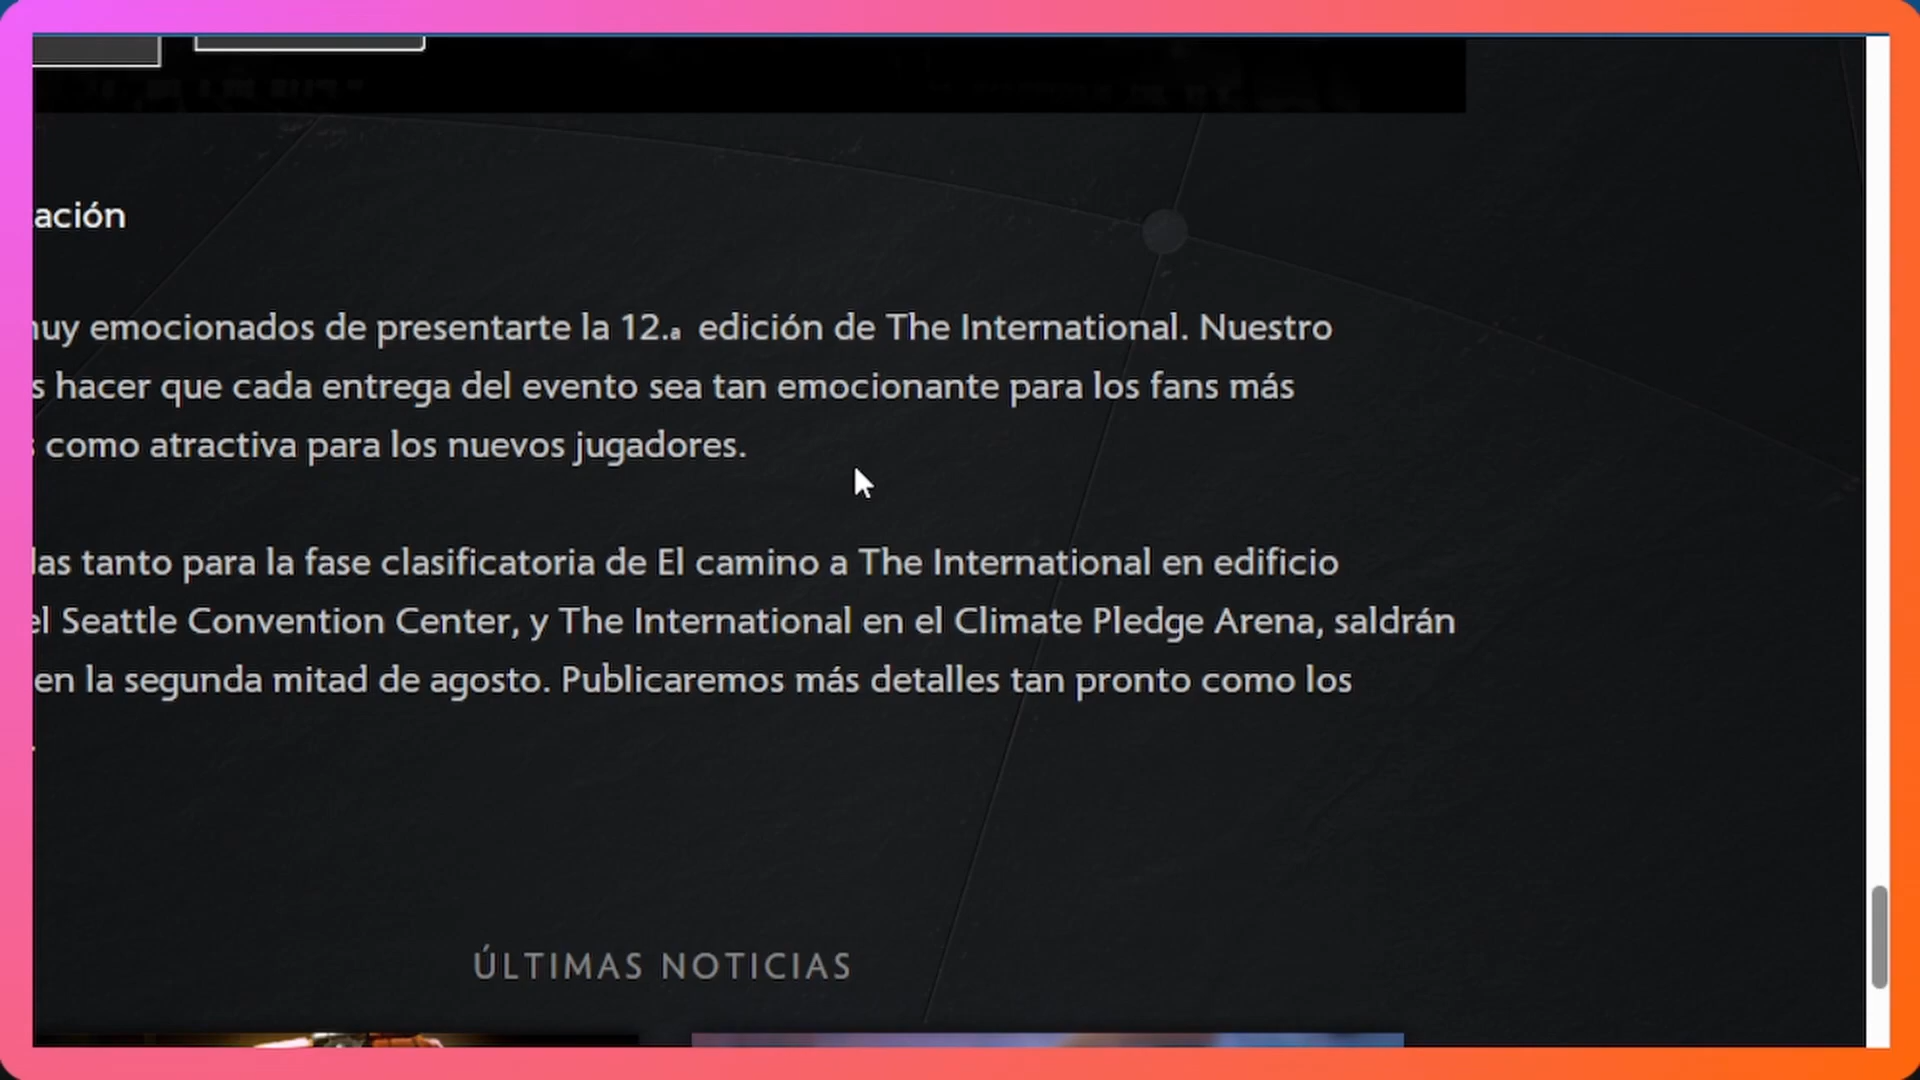 ación
muy emocionados de presentarte la 12.ª edición de The International. Nuestro
s hacer que cada entrega del evento sea tan emocionante para los fans más
s como atractiva para los nuevos jugadores.
las tanto para la fase clasificatoria de El camino a The International en edificio
el Seattle Convention Center, y The International en el Climate Pledge Arena, saldrán
en la segunda mitad de agosto. Publicaremos más detalles tan pronto como los
.
ÚLTIMAS NOTICIAS